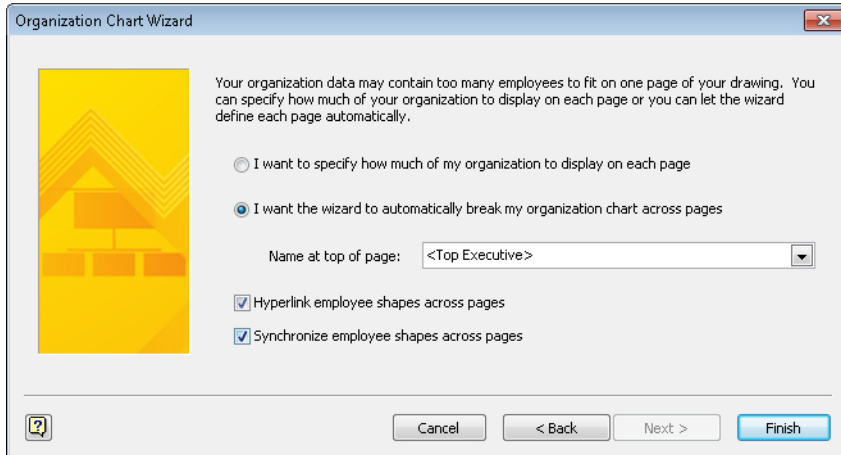 Organization Chart Wizard
Your organization data may contain too many employees to fit on one page of your drawing. You
can specify how much of your organization to display on each page or you can let the wizard
define each page automatically.
I want to specify how much of my organization to display on each page
I want the wizard to automatically break my organization chart across pages
Name at top of page: <Top Executive>
Hyperlink employee shapes across pages
Synchronize employee shapes across pages
? Cancel < Back Next > Finish